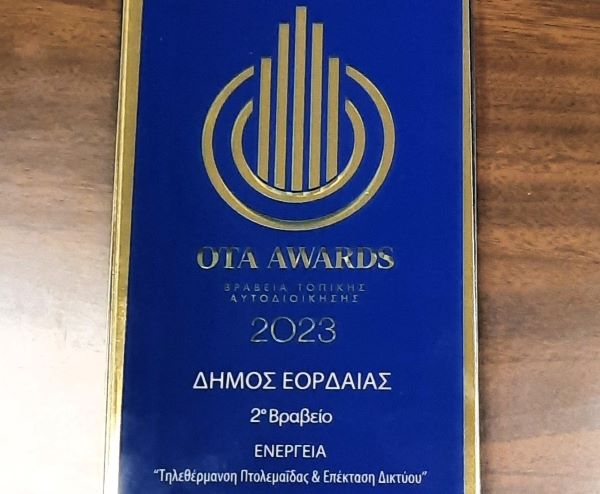 OTA AWARDS
ΒΡΑΒΕΙΑ ΤΟΠΙΚΗΣ
ΑΥΤΟΔΙΟΙΚΗΣΗΣ
2023
ΔΗΜΟΣ ΕΟΡΔΑΙΑΣ
2ο Βραβείο
ΕΝΕΡΓΕΙΑ
“Τηλεθέρμανση Πτολεμαΐδας & Επέκταση Δικτύου”